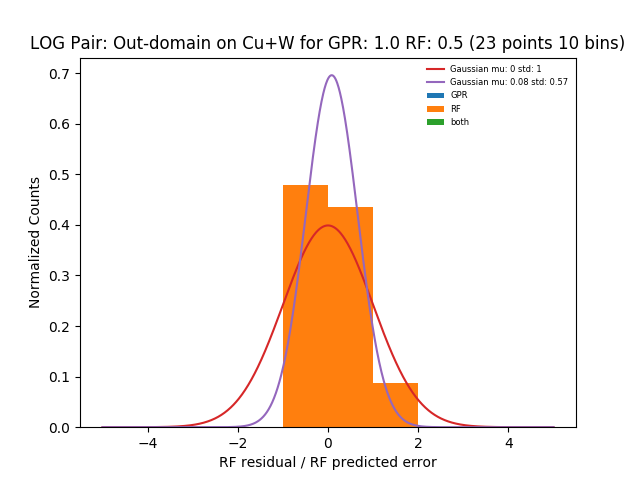 LOG Pair: Out-domain on Cu+W for GPR: 1.0 RF: 0.5 (23 points 10 bins)
Gaussian mu: 0 std: 1
Gaussian mu: 0.08 std: 0.57
GPR
RF
both
Normalized Counts
0.7
0.6
0.5
0.4
0.3
0.2
0.1
0.0
−4 −2 0 2 4
RF residual / RF predicted error